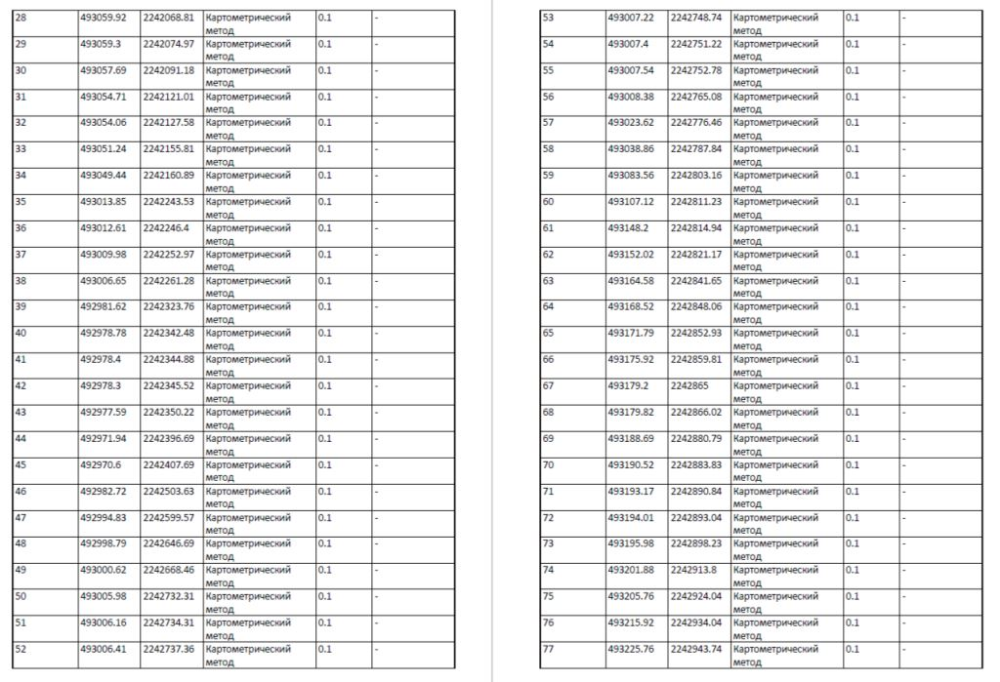 28 493059.92 2242068.81 Картометрический 0.1 -
метод
29 493059.3 2242074.97 Картометрический 0.1 -
метод
30 493057.69 2242091.18 Картометрический 0.1 -
метод
31 493054.71 2242121.01 Картометрический 0.1 -
метод
32 493054.06 2242127.58 Картометрический 0.1 -
метод
33 493051.24 2242155.81 Картометрический 0.1 -
метод
34 493049.44 2242160.89 Картометрический 0.1 -
метод
35 493013.85 2242243.53 Картометрический 0.1 -
метод
36 493012.61 2242246.4 Картометрический 0.1 -
метод
37 493009.98 2242252.97 Картометрический 0.1 -
метод
38 493006.65 2242261.28 Картометрический 0.1 -
метод
39 492981.62 2242323.76 Картометрический 0.1 -
метод
40 492978.78 2242342.48 Картометрический 0.1 -
метод
41 492978.4 2242344.88 Картометрический 0.1 -
метод
42 492978.3 2242345.52 Картометрический 0.1 -
метод
43 492977.59 2242350.22 Картометрический 0.1 -
метод
44 492971.94 2242396.69 Картометрический 0.1 -
метод
45 492970.6 2242407.69 Картометрический 0.1 -
метод
46 492982.72 2242503.63 Картометрический 0.1 -
метод
47 492994.83 2242599.57 Картометрический 0.1 -
метод
48 492998.79 2242646.69 Картометрический 0.1 -
метод
49 493000.62 2242668.46 Картометрический 0.1 -
метод
50 493005.98 2242732.31 Картометрический 0.1 -
метод
51 493006.16 2242734.31 Картометрический 0.1 -
метод
52 493006.41 2242737.36 Картометрический 0.1 -
метод
53 493007.22 2242748.74 Картометрический 0.1 -
метод
54 493007.4 2242751.22 Картометрический 0.1 -
метод
55 493007.54 2242752.78 Картометрический 0.1 -
метод
56 493008.38 2242765.08 Картометрический 0.1 -
метод
57 493023.62 2242776.46 Картометрический 0.1 -
метод
58 493038.86 2242787.84 Картометрический 0.1 -
метод
59 493083.56 2242803.16 Картометрический 0.1 -
метод
60 493107.12 2242811.23 Картометрический 0.1 -
метод
61 493148.2 2242814.94 Картометрический 0.1 -
метод
62 493152.02 2242821.17 Картометрический 0.1 -
метод
63 493164.58 2242841.65 Картометрический 0.1 -
метод
64 493168.52 2242848.06 Картометрический 0.1 -
метод
65 493171.79 2242852.93 Картометрический 0.1 -
метод
66 493175.92 2242859.81 Картометрический 0.1 -
метод
67 493179.2 2242865 Картометрический 0.1 -
метод
68 493179.82 2242866.02 Картометрический 0.1 -
метод
69 493188.69 2242880.79 Картометрический 0.1 -
метод
70 493190.52 2242883.83 Картометрический 0.1 -
метод
71 493193.17 2242890.84 Картометрический 0.1 -
метод
72 493194.01 2242893.04 Картометрический 0.1 -
метод
73 493195.98 2242898.23 Картометрический 0.1 -
метод
74 493201.88 2242913.8 Картометрический 0.1 -
метод
75 493205.76 2242924.04 Картометрический 0.1 -
метод
76 493215.92 2242934.04 Картометрический 0.1 -
метод
77 493225.76 2242943.74 Картометрический 0.1 -
метод